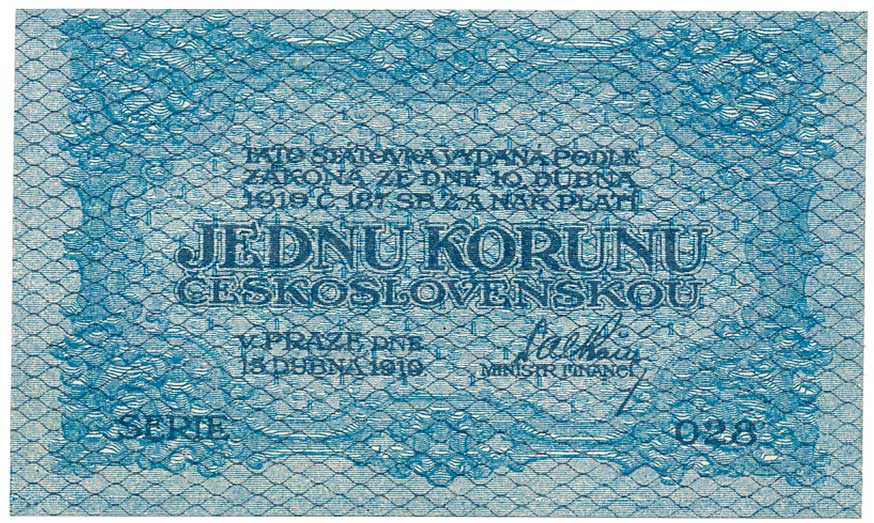 TATO STÁTOVKA VYDANÁ PODLE
ZÁKONA ZE DNE 10. DUBNA
1919 Č. 187. SB. Z. A NAŘ. PLATÍ
JEDNU KORUNU
ČESKOSLOVENSKOU
V PRAZE DNE
15. DUBNA 1919
MINISTR FINANCÍ
SERIE 028